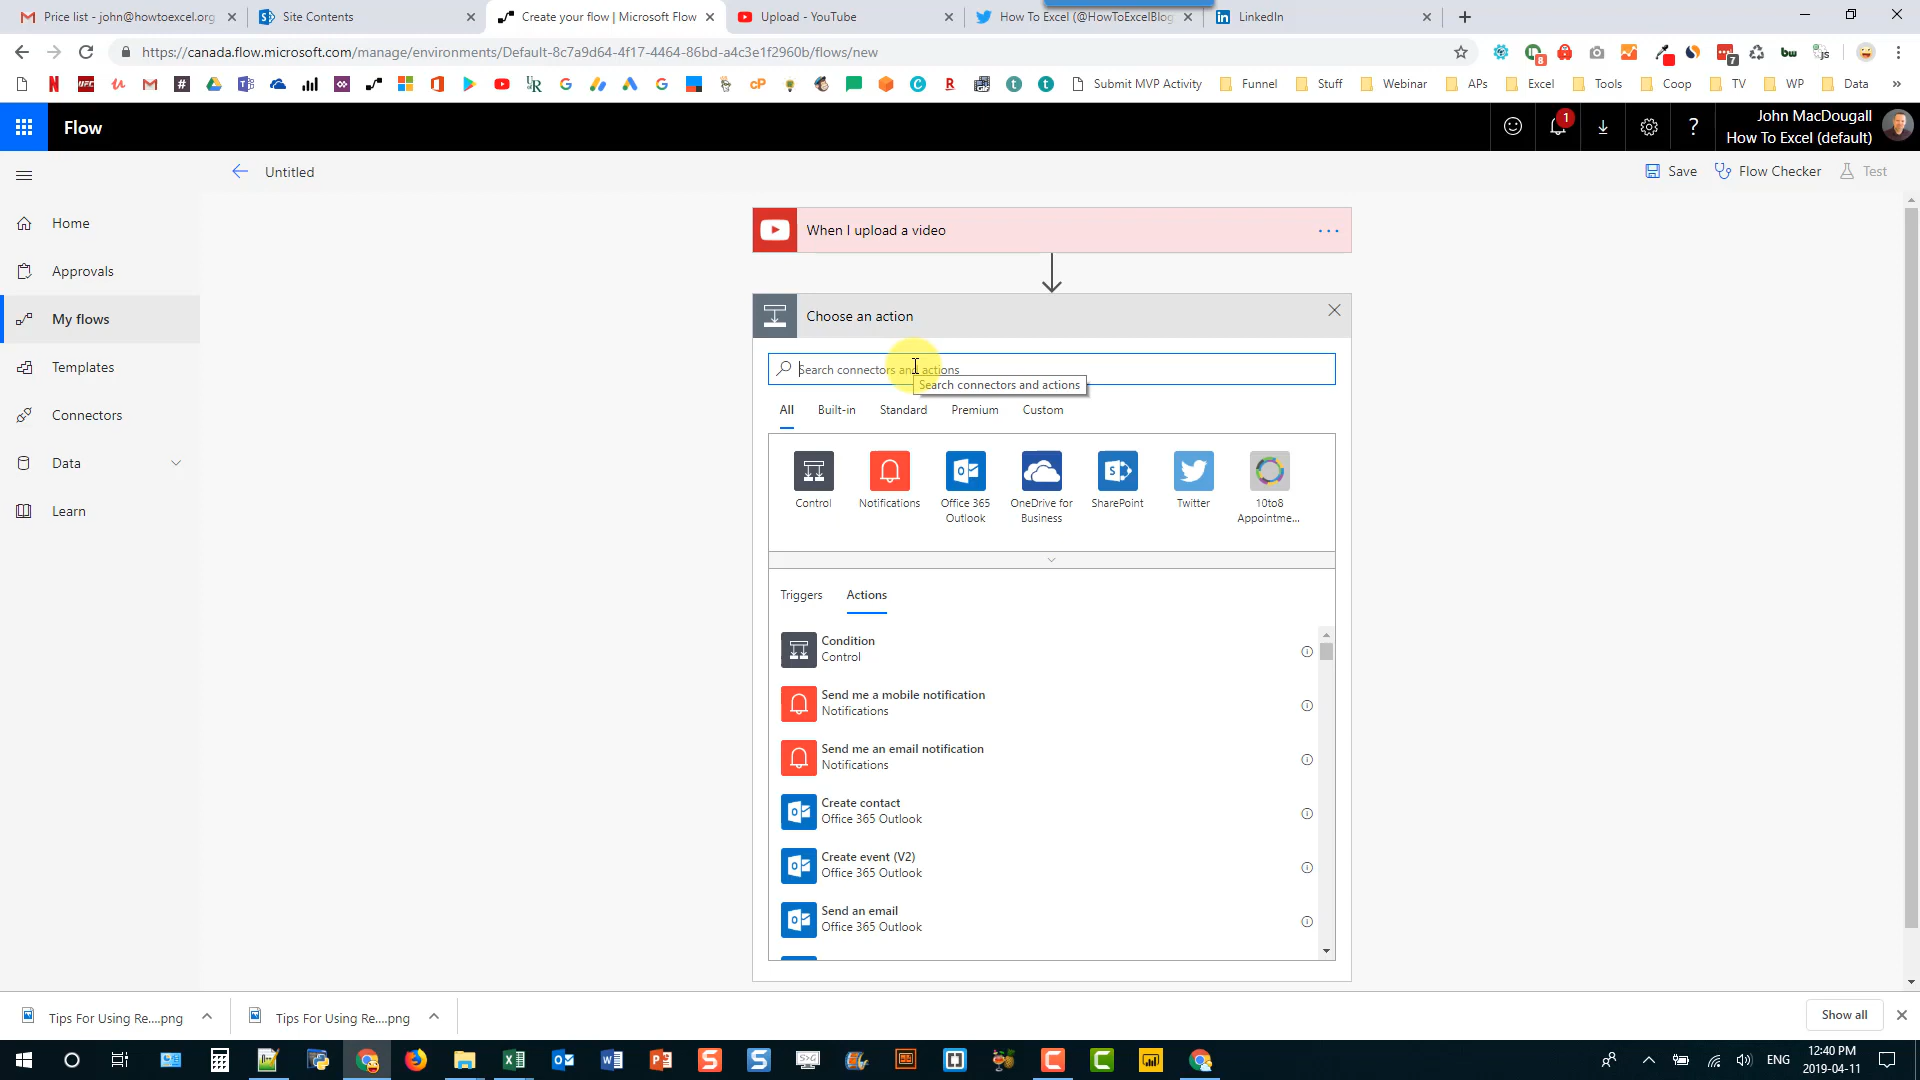 Price list - john@howtoexcel.org
Site Contents
Create your flow | Microsoft Flow
Upload - YouTube
How To Excel (@HowToExcelBlog
LinkedIn
https://canada.flow.microsoft.com/manage/environments/Default-8c7a9d64-4f17-4464-86bd-a4c3e1f2960b/flows/new
8
7
bw
js
UFC
cP
Submit MVP Activity
Funnel
Stuff
Webinar
APs
Excel
Tools
Coop
TV
WP
Data
»
Flow
1
?
John MacDougall
How To Excel (default)
Untitled
Save
Flow Checker
Test
Home
Approvals
My flows
Templates
Connectors
Data
Learn
When I upload a video
...
Choose an action
Search connectors and actions
Search connectors and actions
All
Built-in
Standard
Premium
Custom
Control
Notifications
Office 365
Outlook
OneDrive for
Business
SharePoint
Twitter
10to8
Appointme...
Triggers
Actions
Condition
Control
Send me a mobile notification
Notifications
Send me an email notification
Notifications
Create contact
Office 365 Outlook
Create event (V2)
Office 365 Outlook
Send an email
Office 365 Outlook
Tips For Using Re....png
Tips For Using Re....png
Show all
ENG
12:40 PM
2019-04-11